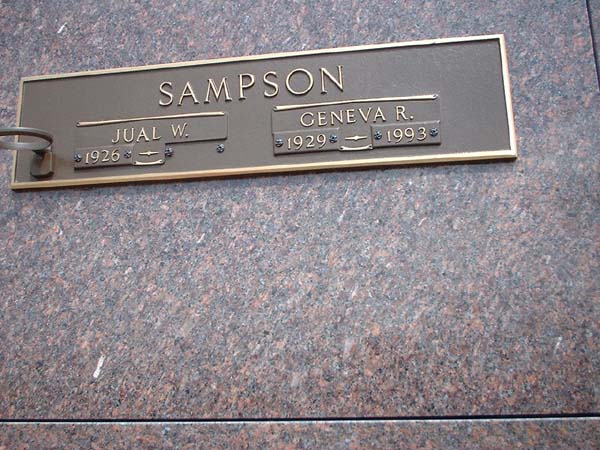 SAMPSON
JUAL W.
1926
GENEVA R.
1929 1993